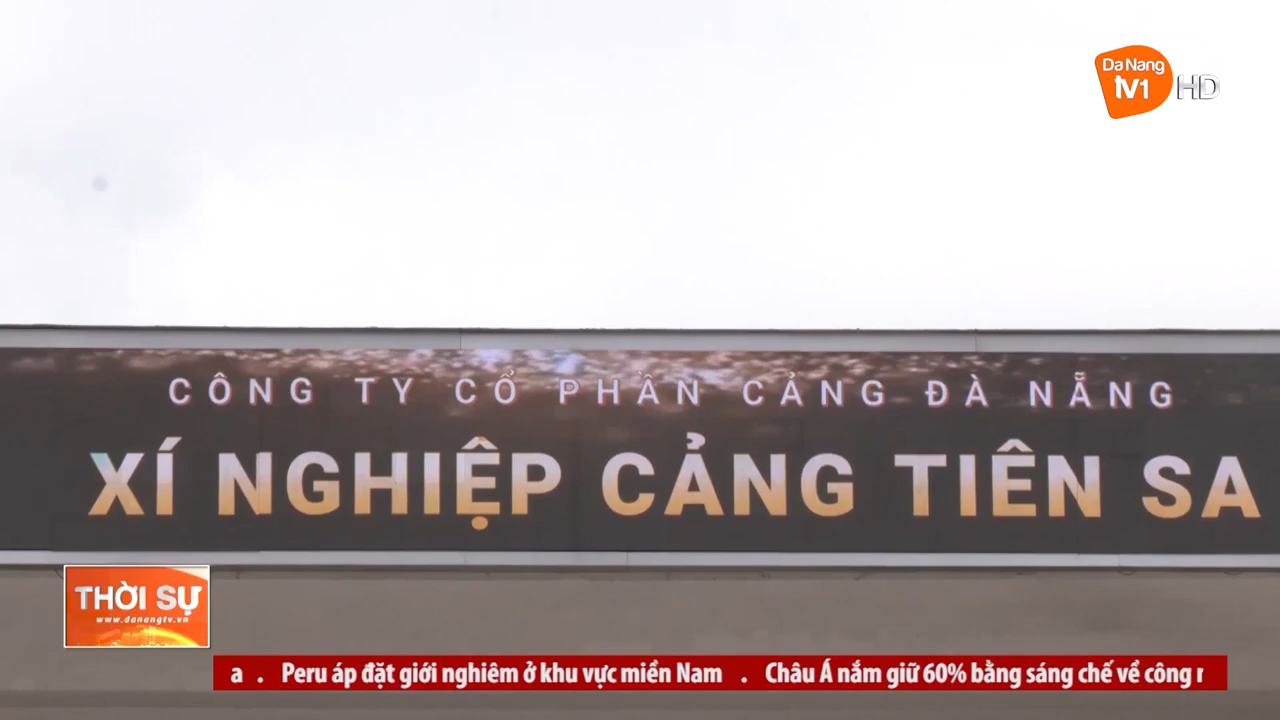 Da Nang
TV1 HD
CÔNG TY CỔ PHẦN CẢNG ĐÀ NẴNG
XÍ NGHIỆP CẢNG TIÊN SA
THỜI SỰ
www.danangtv.vn
a . Peru áp đặt giới nghiêm ở khu vực miền Nam . Châu Á nắm giữ 60% bằng sáng chế về công